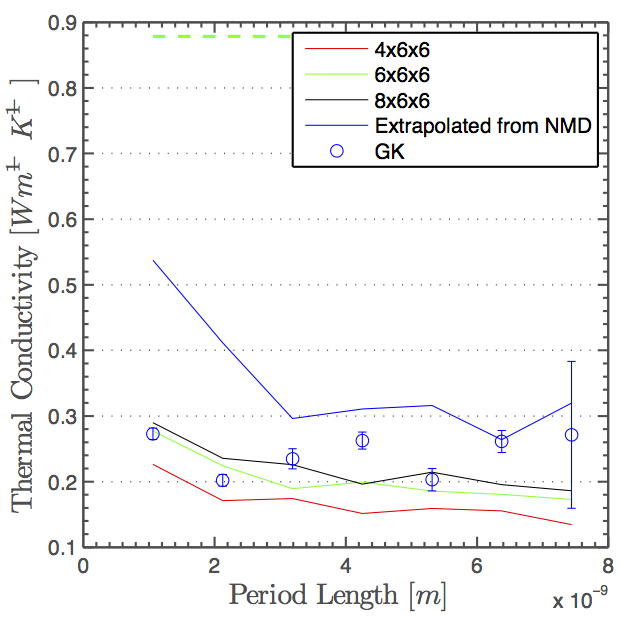 0.9
0.8
0.7
0.6
0.5
0.4
0.3
0.2
0.1
Thermal Conductivity [Wm⁻¹ K⁻¹]
4x6x6
6x6x6
8x6x6
Extrapolated from NMD
GK
0 2 4 6 8
Period Length [m]
x 10⁻⁹